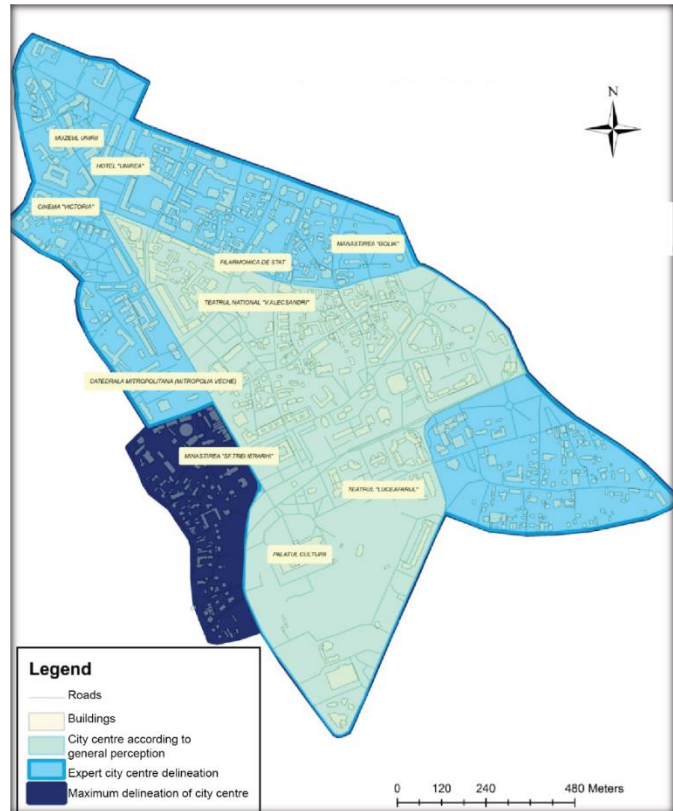 N
MUZEUL UNIRII
HOTEL "UNIREA"
CINEMA "VICTORIA"
MANASTIREA "GOLIA"
FILARMONICA DE STAT
TEATRUL NATIONAL "V.ALECSANDRI"
CATEDRALA MITROPOLITANA (MITROPOLIA VECHE)
MINASTIREA "SF.TREI IERARHI"
TEATRUL "LUCEAFARUL"
PALATUL CULTURII
Legend
Roads
Buildings
City centre according to
general perception
Expert city centre delineation
Maximum delineation of city centre
0 120 240 480 Meters